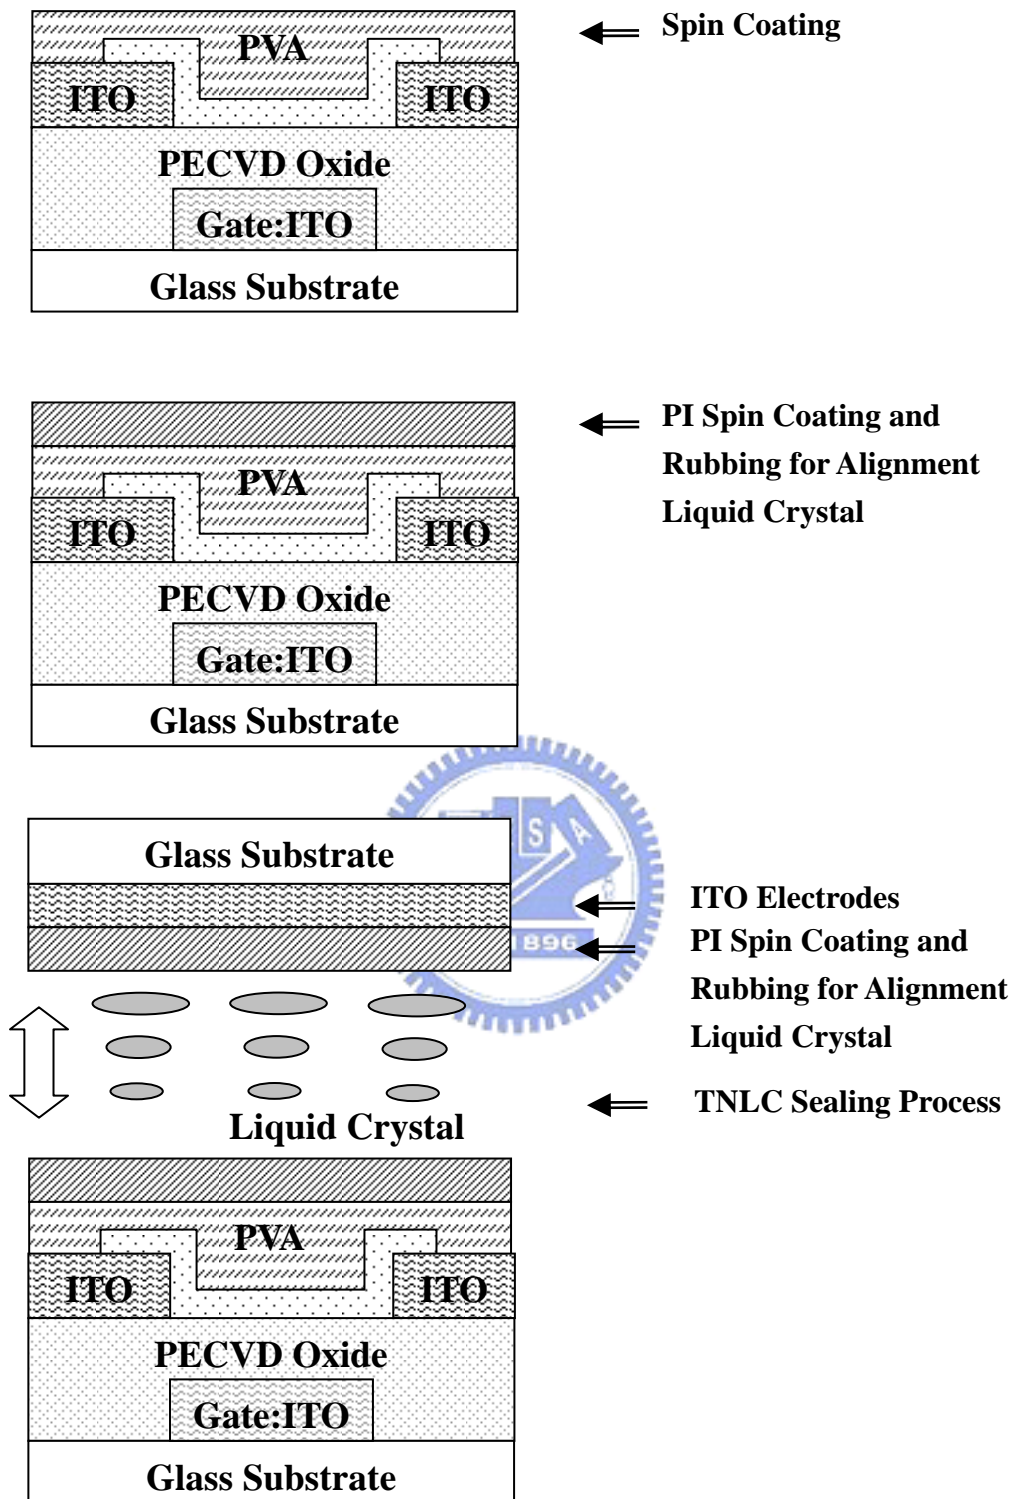 Spin Coating
PVA
ITO ITO
PECVD Oxide
Gate:ITO
Glass Substrate
PI Spin Coating and
Rubbing for Alignment
Liquid Crystal
PVA
ITO ITO
PECVD Oxide
Gate:ITO
Glass Substrate
S A
1896
Glass Substrate
ITO Electrodes
PI Spin Coating and
Rubbing for Alignment
Liquid Crystal
TNLC Sealing Process
Liquid Crystal
PVA
ITO ITO
PECVD Oxide
Gate:ITO
Glass Substrate